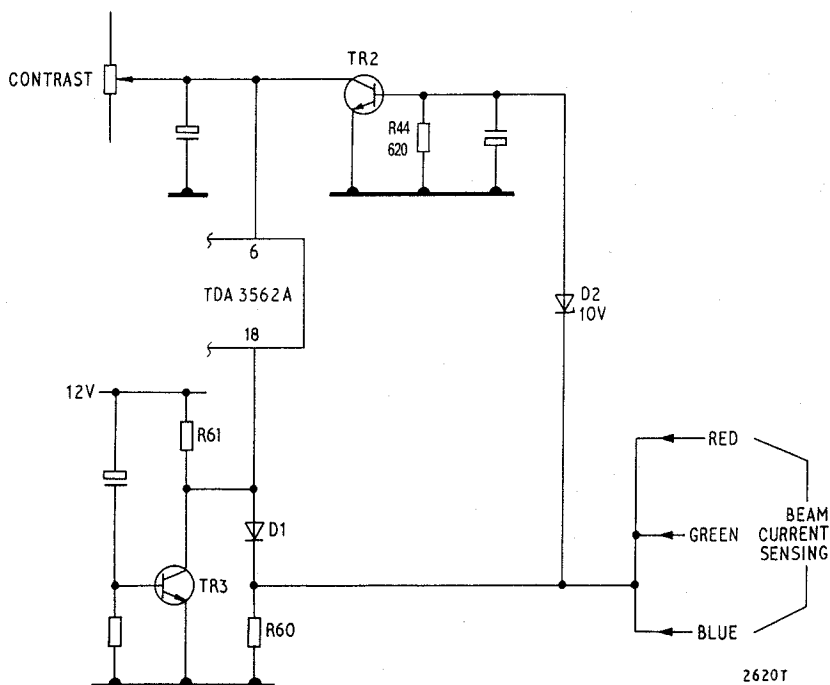 TR2
CONTRAST
R44
620
6
TDA 3562A
18
D2
10V
12V
R61
RED
D1
BEAM
GREEN CURRENT
SENSING
TR3
R60
BLUE
2620T